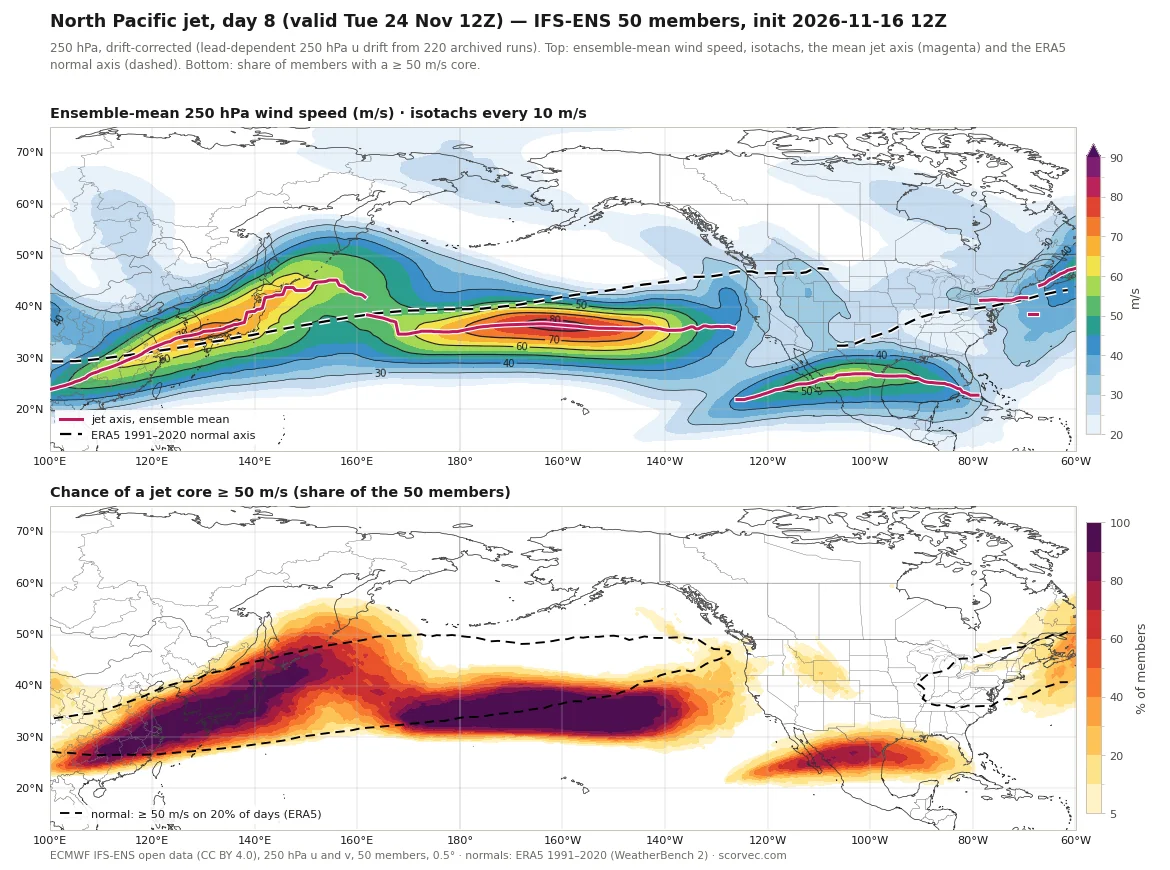 North Pacific jet, day 8 (valid Tue 24 Nov 12Z) — IFS-ENS 50 members, init 2026-11-16 12Z
250 hPa, drift-corrected (lead-dependent 250 hPa u drift from 220 archived runs). Top: ensemble-mean wind speed, isotachs, the mean jet axis (magenta) and the ERA5
normal axis (dashed). Bottom: share of members with a ≥ 50 m/s core.
Ensemble-mean 250 hPa wind speed (m/s) · isotachs every 10 m/s
70°N
60°N
50°N
40°N
30°N
20°N
30
40
50
60
70
80
60
30
40
40
50
30
40
jet axis, ensemble mean
ERA5 1991–2020 normal axis
100°E 120°E 140°E 160°E 180° 160°W 140°W 120°W 100°W 80°W 60°W
90
80
70
60
50
40
30
20
m/s
Chance of a jet core ≥ 50 m/s (share of the 50 members)
70°N
60°N
50°N
40°N
30°N
20°N
normal: ≥ 50 m/s on 20% of days (ERA5)
100°E 120°E 140°E 160°E 180° 160°W 140°W 120°W 100°W 80°W 60°W
100
80
60
40
20
5
% of members
ECMWF IFS-ENS open data (CC BY 4.0), 250 hPa u and v, 50 members, 0.5° · normals: ERA5 1991–2020 (WeatherBench 2) · scorvec.com